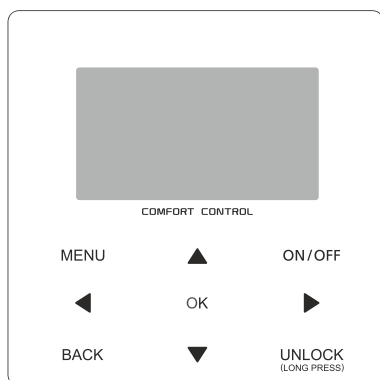 COMFORT CONTROL
MENU
ON/OFF
OK
BACK
UNLOCK
(LONG PRESS)